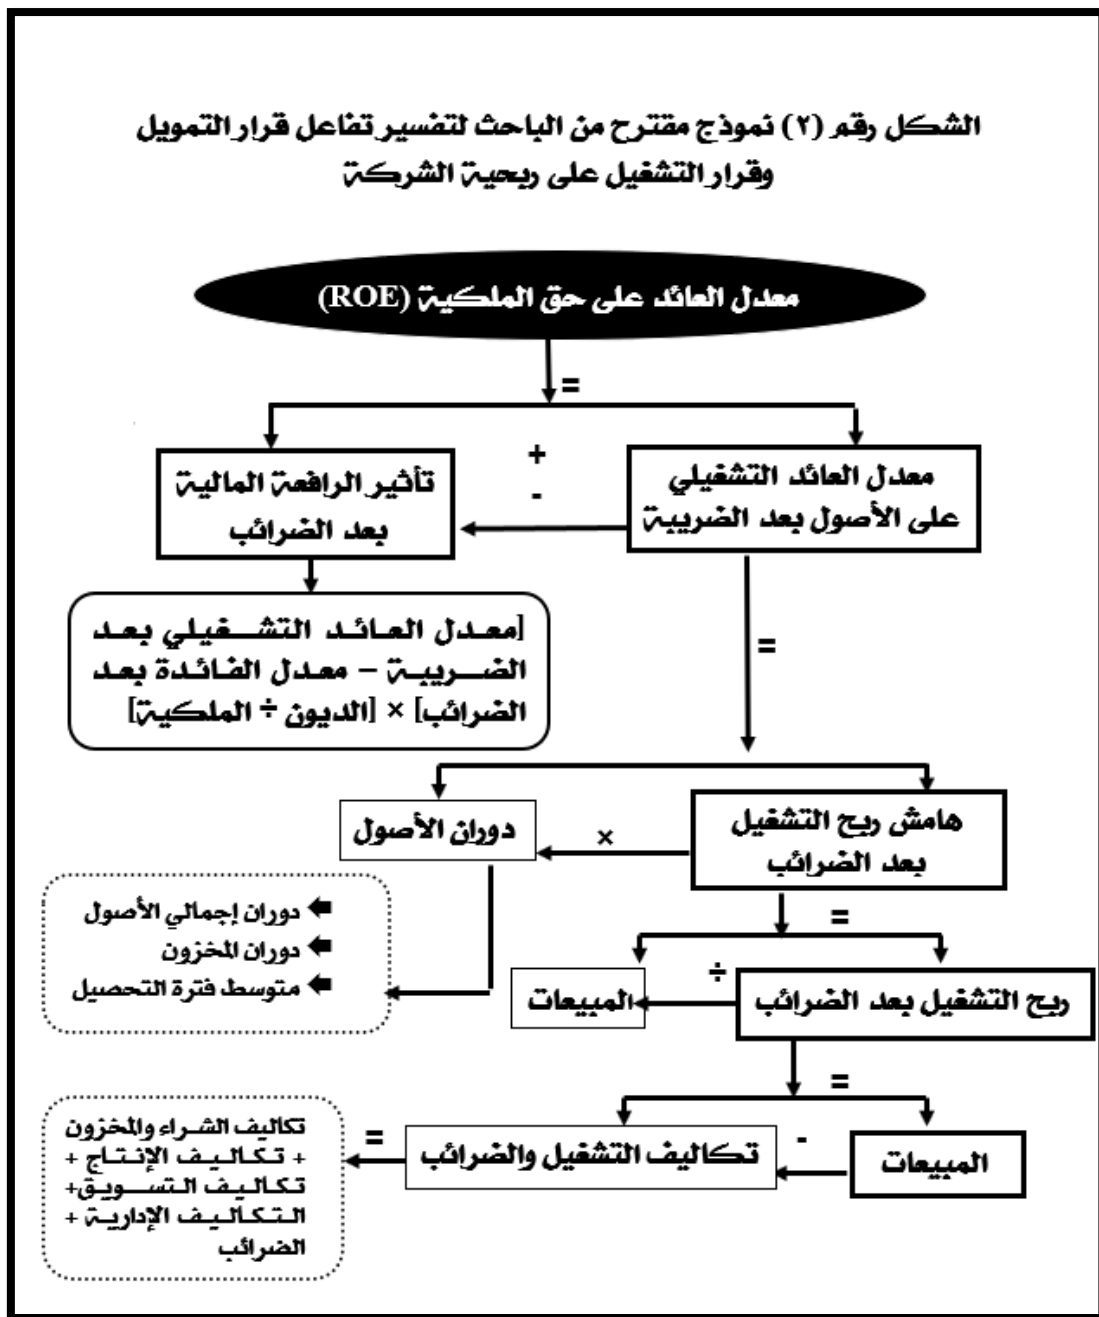 الشكل رقم (٢) نموذج مقترح من الباحث لتفسير تفاعل قرار التمويل
وقرار التشغيل على ربحية الشركة
معدل العائد على حق الملكية (ROE)
=
معدل العائد التشغيلي
على الأصول بعد الضريبة
+
-
تأثير الرافعة المالية
بعد الضرائب
[معدل العائد التشغيلي بعد
الضريبة – معدل الفائدة بعد
الضرائب] × [الديون ÷ الملكية]
=
هامش ربح التشغيل
بعد الضرائب
×
دوران الأصول
دوران إجمالي الأصول
دوران المخزون
متوسط فترة التحصيل
=
ربح التشغيل بعد الضرائب
÷
المبيعات
=
المبيعات
-
تكاليف التشغيل والضرائب
=
تكاليف الشراء والمخزون
+ تكاليف الإنتاج +
تكاليف التسويق+
التكاليف الإدارية +
الضرائب